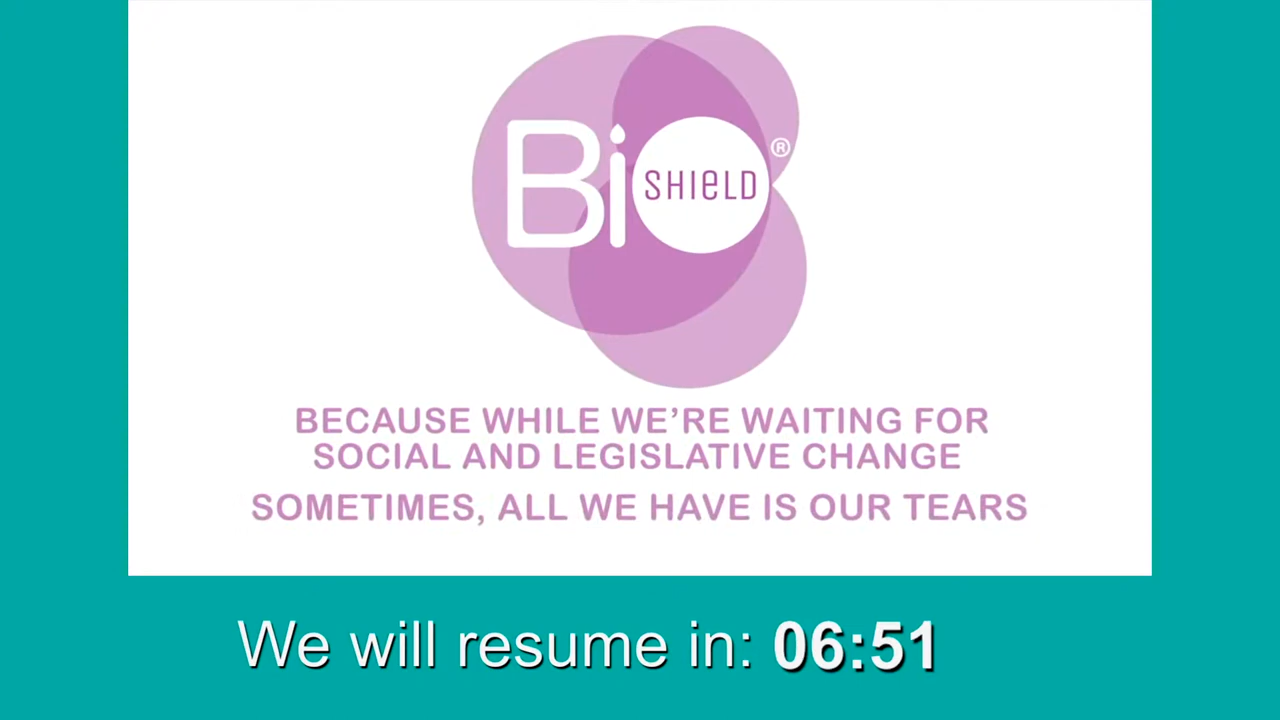 Bi
SHIELD
®
BECAUSE WHILE WE’RE WAITING FOR
SOCIAL AND LEGISLATIVE CHANGE
SOMETIMES, ALL WE HAVE IS OUR TEARS
We will resume in: 06:51